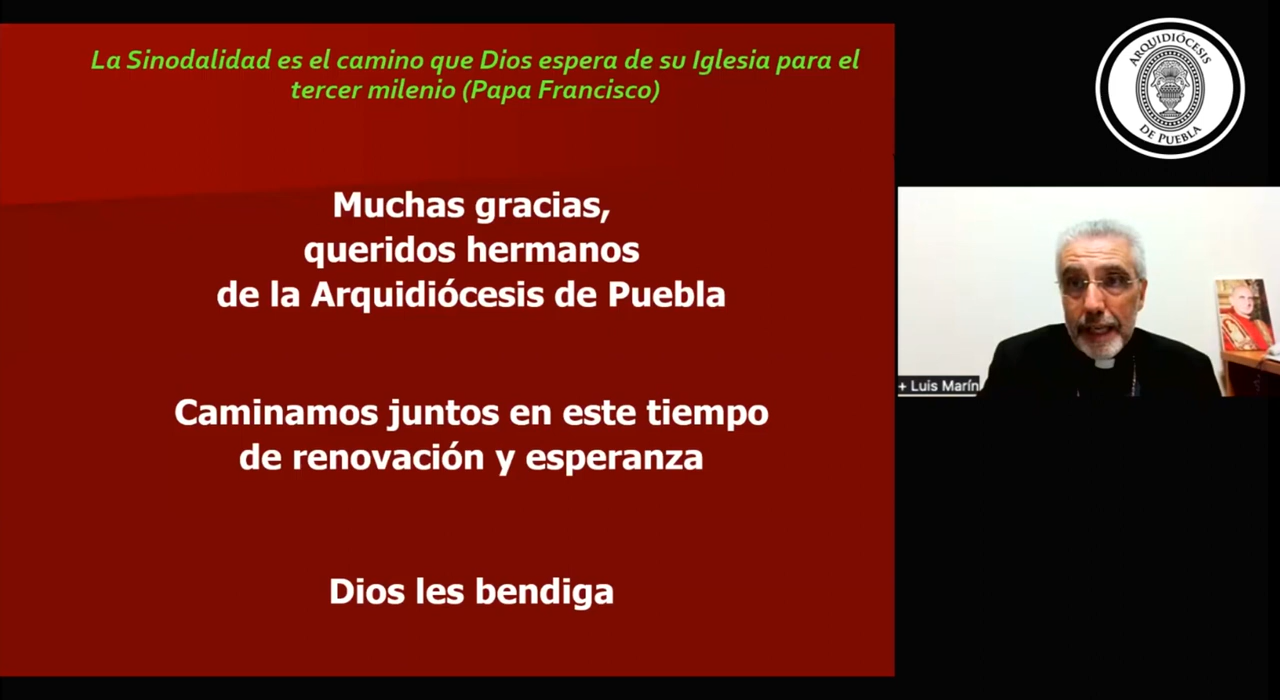 La Sinodalidad es el camino que Dios espera de su Iglesia para el
tercer milenio (Papa Francisco)
ARQUIDIÓCESIS
DE PUEBLA
Muchas gracias,
queridos hermanos
de la Arquidiócesis de Puebla
+ Luis Marín
Caminamos juntos en este tiempo
de renovación y esperanza
Dios les bendiga